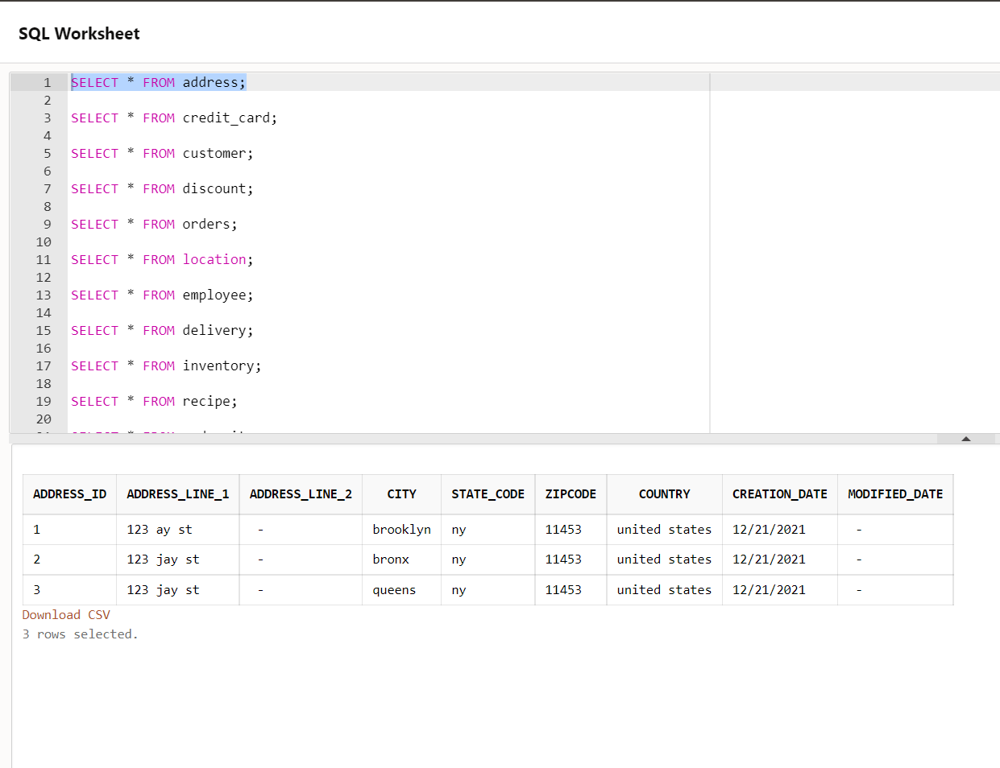 SQL Worksheet
1 SELECT * FROM address;
2
3 SELECT * FROM credit_card;
4
5 SELECT * FROM customer;
6
7 SELECT * FROM discount;
8
9 SELECT * FROM orders;
10
11 SELECT * FROM location;
12
13 SELECT * FROM employee;
14
15 SELECT * FROM delivery;
16
17 SELECT * FROM inventory;
18
19 SELECT * FROM recipe;
20
ADDRESS_ID ADDRESS_LINE_1 ADDRESS_LINE_2 CITY STATE_CODE ZIPCODE COUNTRY CREATION_DATE MODIFIED_DATE
1 123 ay st - brooklyn ny 11453 united states 12/21/2021 -
2 123 jay st - bronx ny 11453 united states 12/21/2021 -
3 123 jay st - queens ny 11453 united states 12/21/2021 -
Download CSV
3 rows selected.